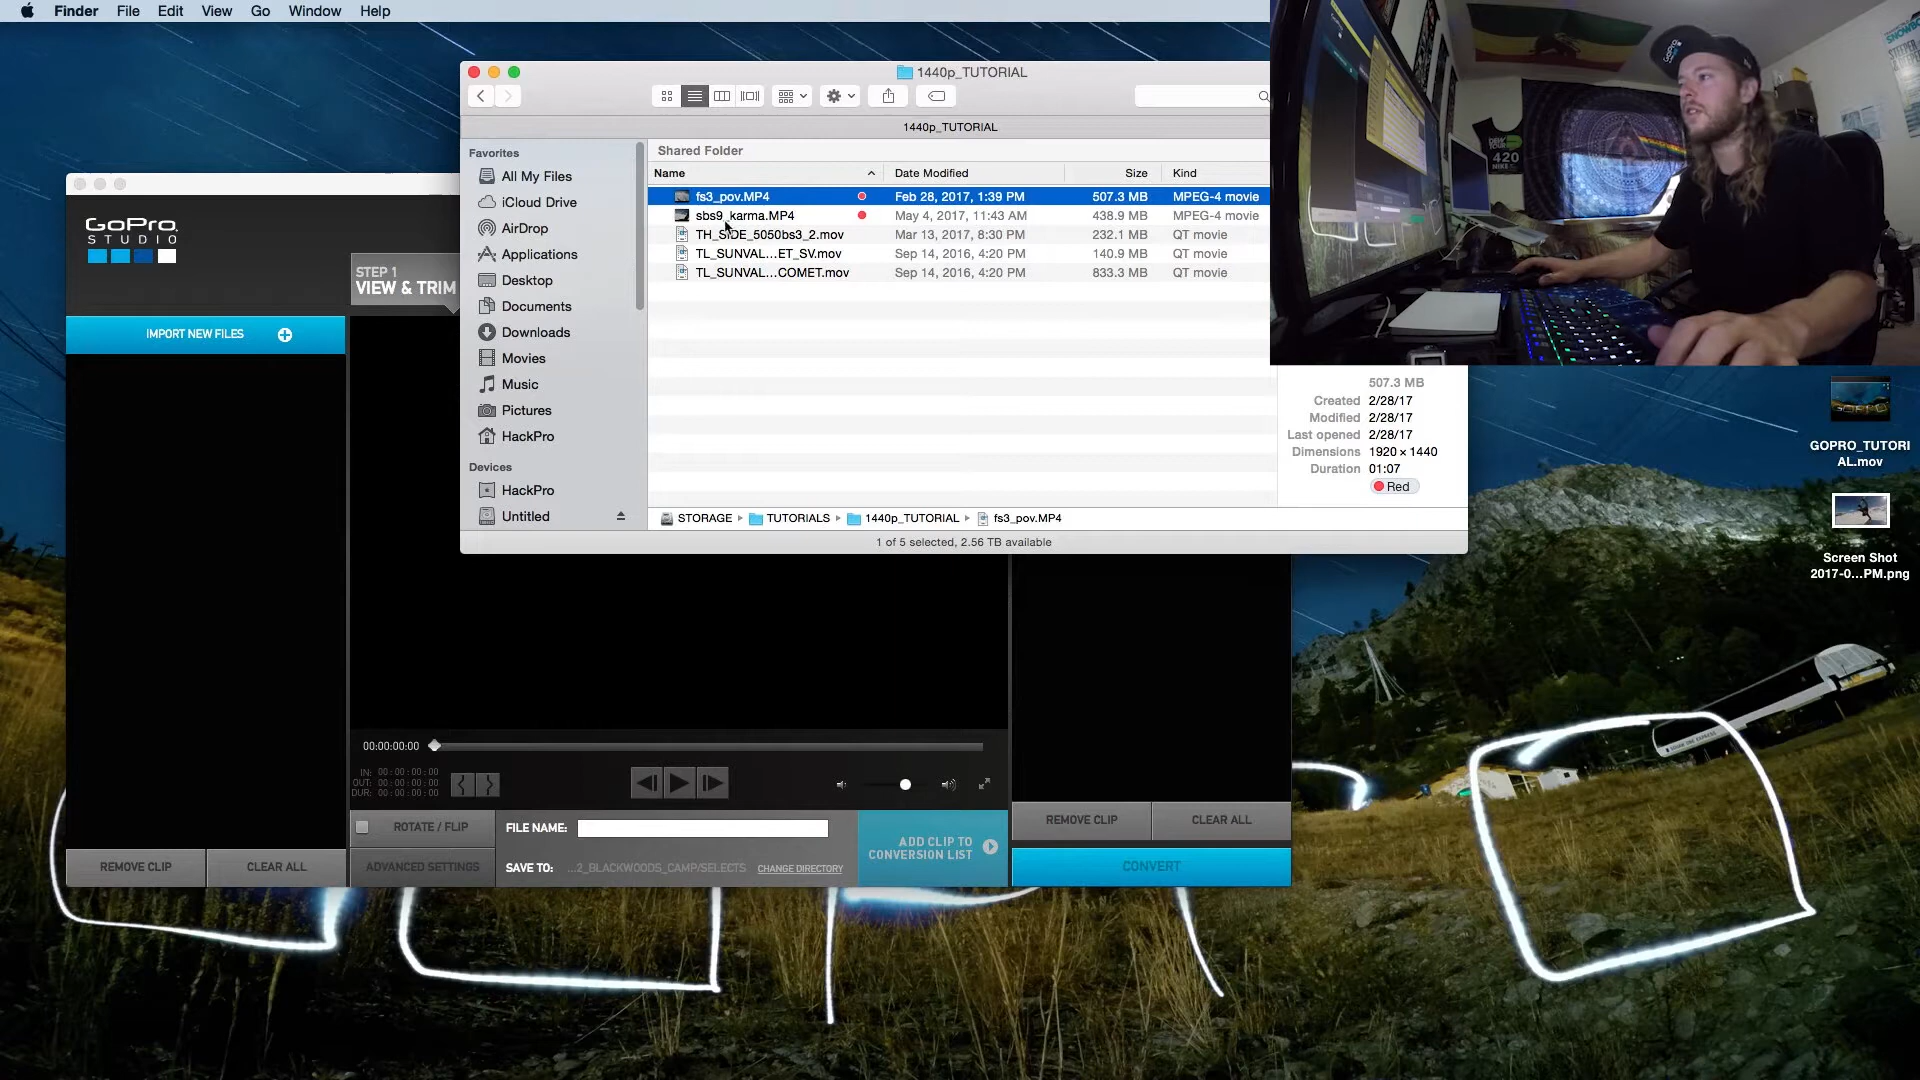 Finder File Edit View Go Window Help
1440p_TUTORIAL
1440p_TUTORIAL
Favorites
All My Files
iCloud Drive
AirDrop
Applications
Desktop
Documents
Downloads
Movies
Music
Pictures
HackPro
Devices
HackPro
Untitled
Shared Folder
Name Date Modified Size Kind
fs3_pov.MP4 Feb 28, 2017, 1:39 PM 507.3 MB MPEG-4 movie
sbs9_karma.MP4 May 4, 2017, 11:43 AM 438.9 MB MPEG-4 movie
TH_SIDE_5050bs3_2.mov Mar 13, 2017, 8:30 PM 232.1 MB QT movie
TL_SUNVAL...ET_SV.mov Sep 14, 2016, 4:20 PM 140.9 MB QT movie
TL_SUNVAL...COMET.mov Sep 14, 2016, 4:20 PM 833.3 MB QT movie
507.3 MB
Created 2/28/17
Modified 2/28/17
Last opened 2/28/17
Dimensions 1920 × 1440
Duration 01:07
Red
STORAGE TUTORIALS 1440p_TUTORIAL fs3_pov.MP4
1 of 5 selected, 2.56 TB available
GoPro
STUDIO
STEP 1
VIEW & TRIM
IMPORT NEW FILES
00:00:00:00
IN: 00:00:00:00
OUT: 00:00:00:00
DUR: 00:00:00:00
ROTATE / FLIP
ADVANCED SETTINGS
FILE NAME:
SAVE TO: ...2_BLACKWOODS_CAMP/SELECTS CHANGE DIRECTORY
ADD CLIP TO
CONVERSION LIST
REMOVE CLIP CLEAR ALL
REMOVE CLIP CLEAR ALL
CONVERT
GOPRO_TUTORI
AL.mov
Screen Shot
2017-0...PM.png
420